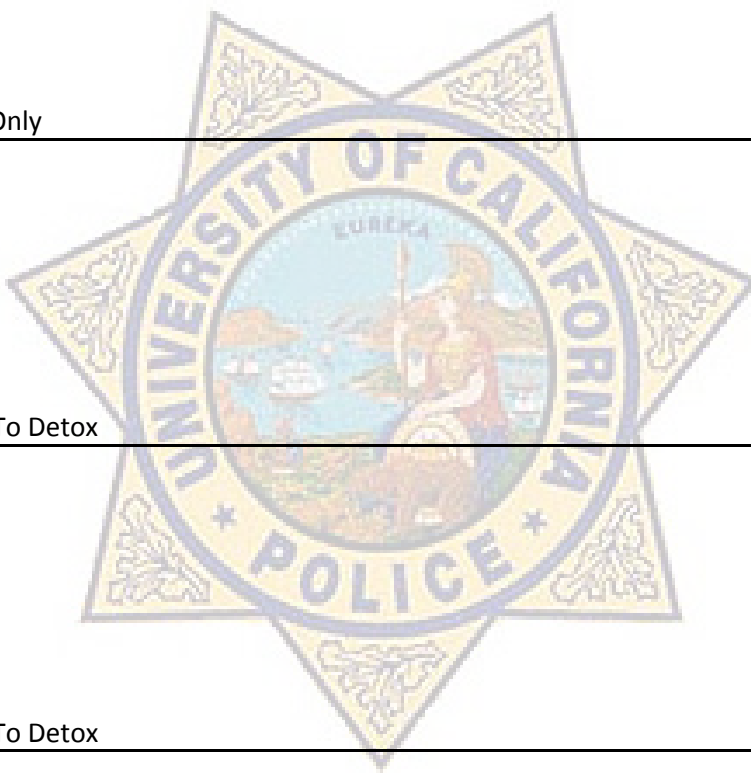 Only
UNIVERSITY OF CALIFORNIA
EUREKA
To Detox
POLICE
To Detox